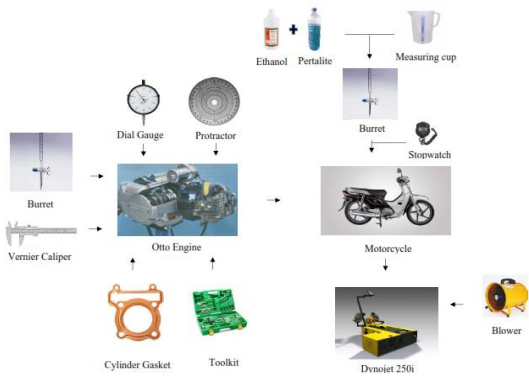 Ethanol
Pertalite
Measuring cup
Dial Gauge
Protractor
Burret
Stopwatch
Burret
Otto Engine
Motorcycle
Vernier Caliper
Blower
Cylinder Gasket
Toolkit
Dynojet 250i